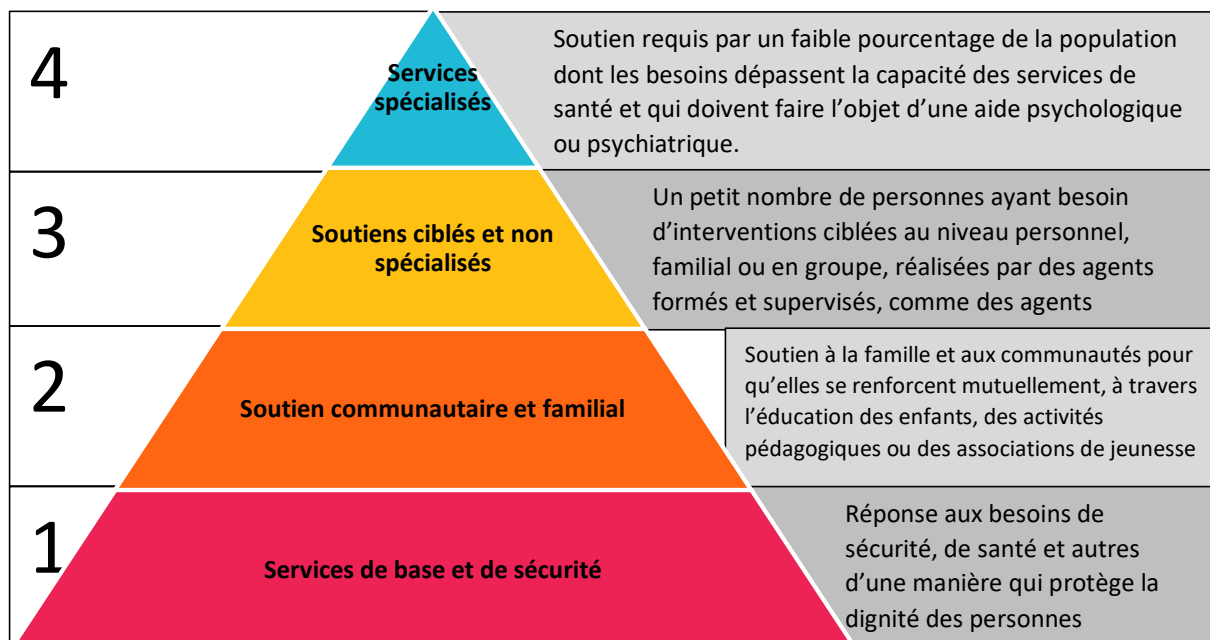 4
Services
spécialisés
Soutien requis par un faible pourcentage de la population
dont les besoins dépassent la capacité des services de
santé et qui doivent faire l’objet d’une aide psychologique
ou psychiatrique.
3
Soutiens ciblés et non
spécialisés
Un petit nombre de personnes ayant besoin
d’interventions ciblées au niveau personnel,
familial ou en groupe, réalisées par des agents
formés et supervisés, comme des agents
2
Soutien communautaire et familial
Soutien à la famille et aux communautés pour
qu’elles se renforcent mutuellement, à travers
l’éducation des enfants, des activités
pédagogiques ou des associations de jeunesse
1
Services de base et de sécurité
Réponse aux besoins de
sécurité, de santé et autres
d’une manière qui protège la
dignité des personnes